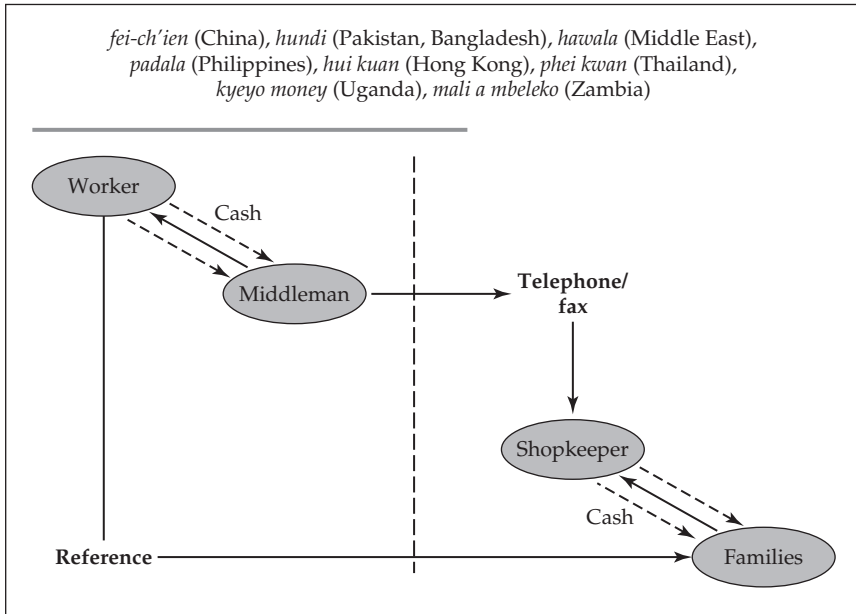 fei-ch'ien (China), hundi (Pakistan, Bangladesh), hawala (Middle East),
padala (Philippines), hui kuan (Hong Kong), phei kwan (Thailand),
kyeyo money (Uganda), mali a mbeleko (Zambia)
Worker
Cash
Middleman
Telephone/
fax
Shopkeeper
Cash
Reference
Families